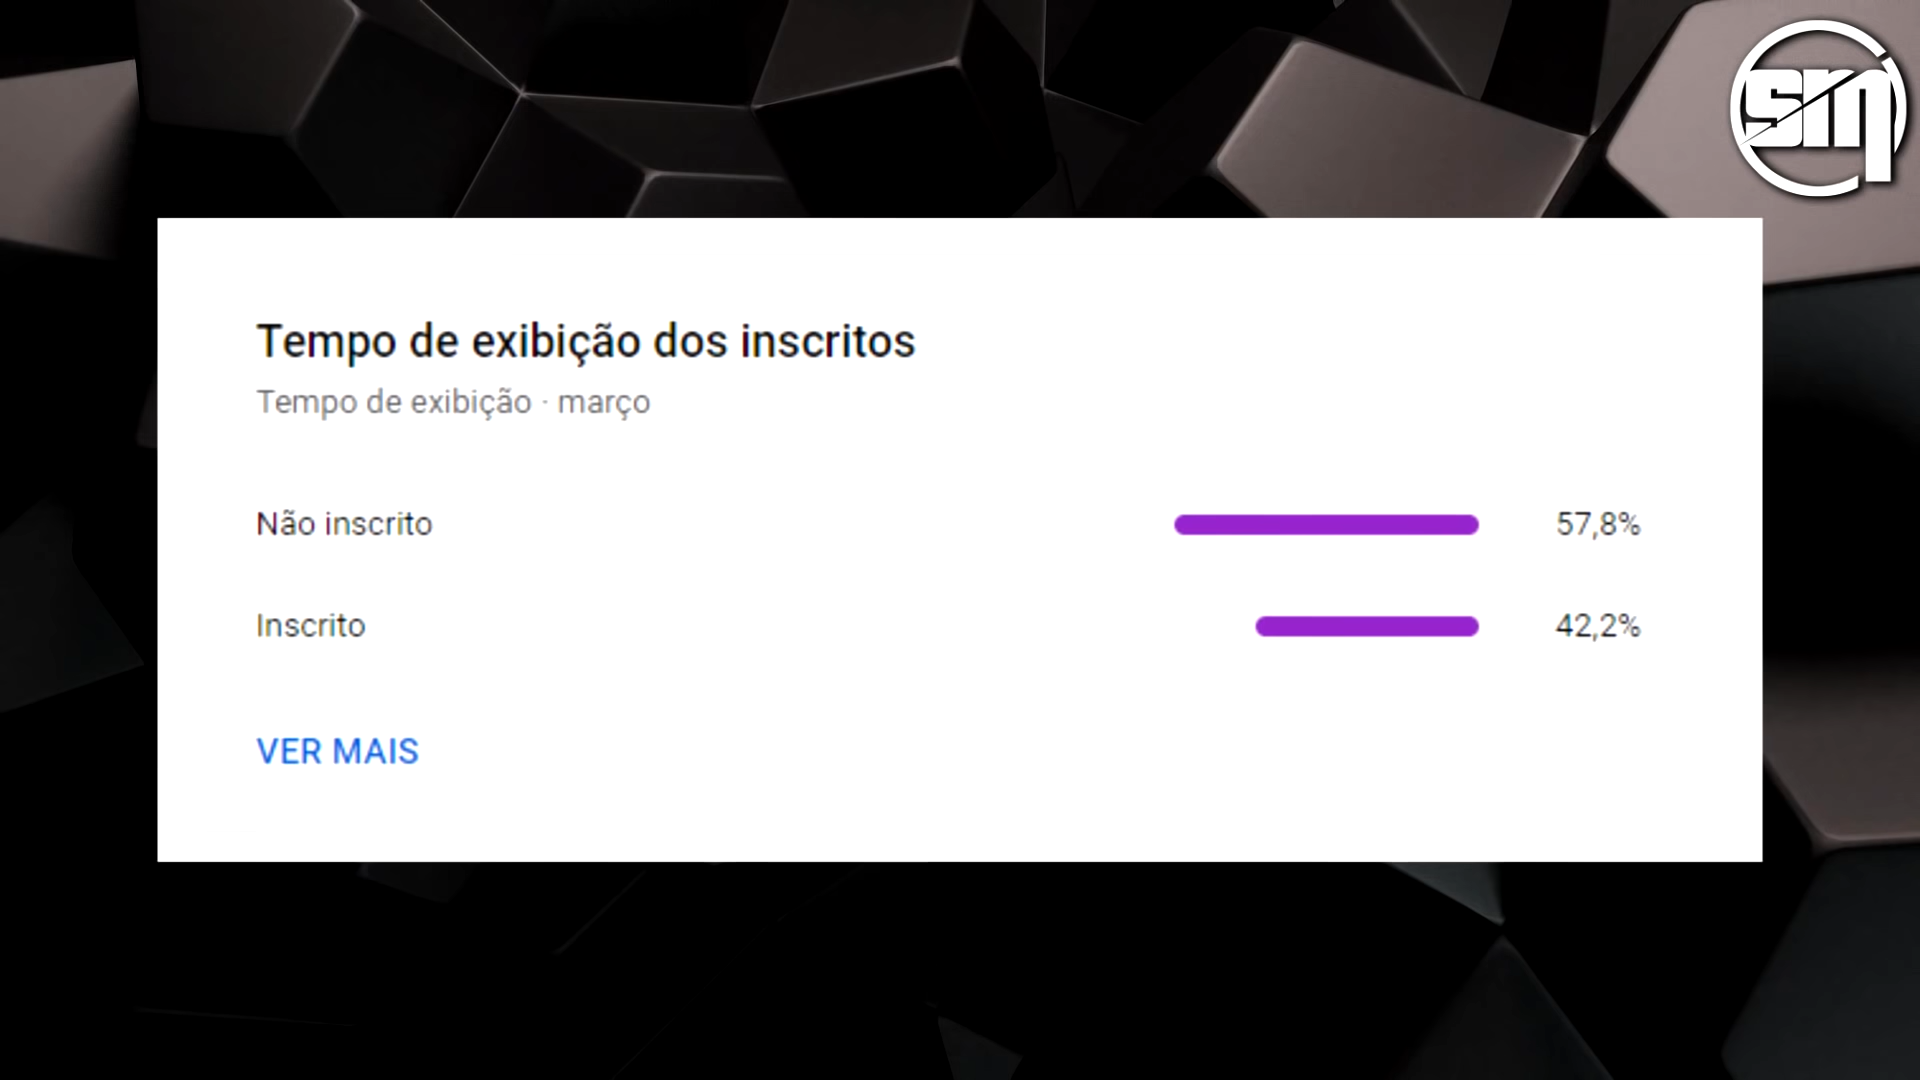 Tempo de exibição dos inscritos
Tempo de exibição · março
Não inscrito 57,8%
Inscrito 42,2%
VER MAIS